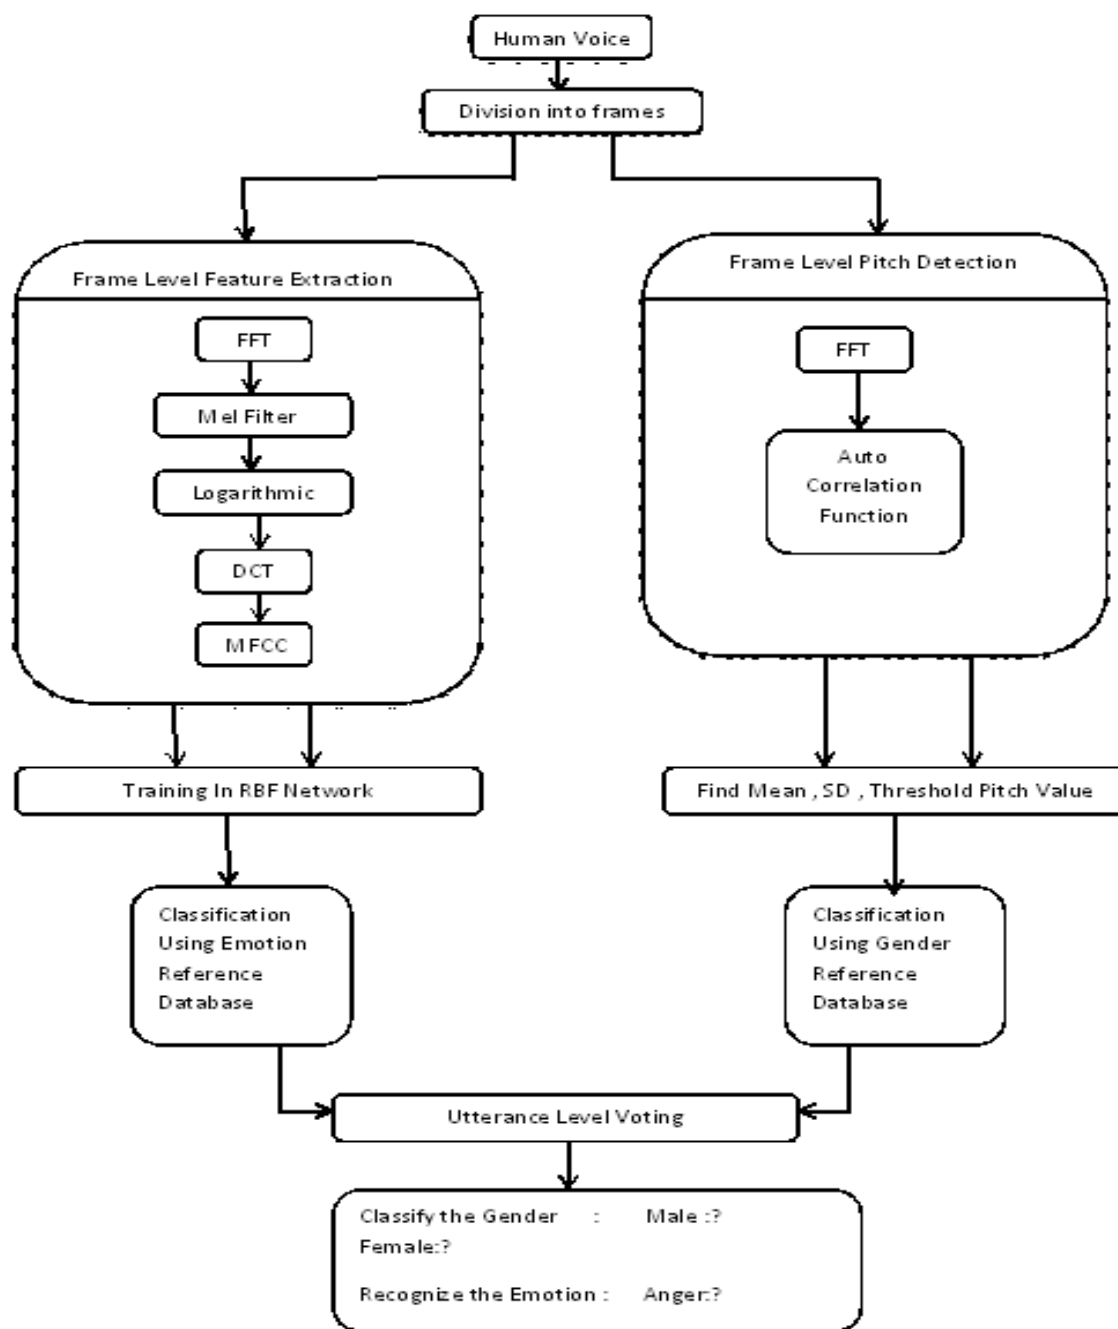 Human Voice
Division into frames
Frame Level Feature Extraction
FFT
Mel Filter
Logarithmic
DCT
MFCC
Frame Level Pitch Detection
FFT
Auto
Correlation
Function
Training In RBF Network
Find Mean , SD , Threshold Pitch Value
Classification
Using Emotion
Reference
Database
Classification
Using Gender
Reference
Database
Utterance Level Voting
Classify the Gender : Male :?
Female:?
Recognize the Emotion : Anger:?